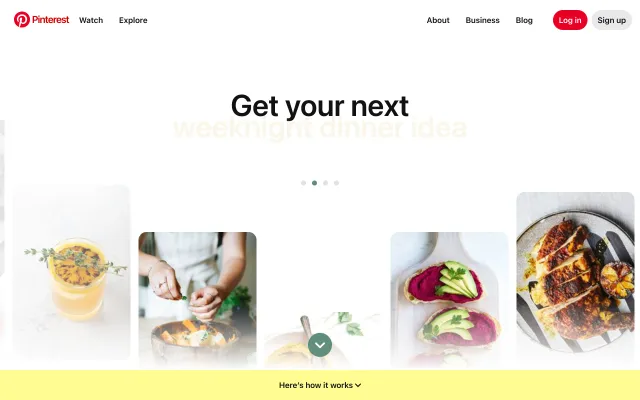 Pinterest
Watch
Explore
About
Business
Blog
Log in
Sign up
Get your next
weeknight dinner idea
Here's how it works